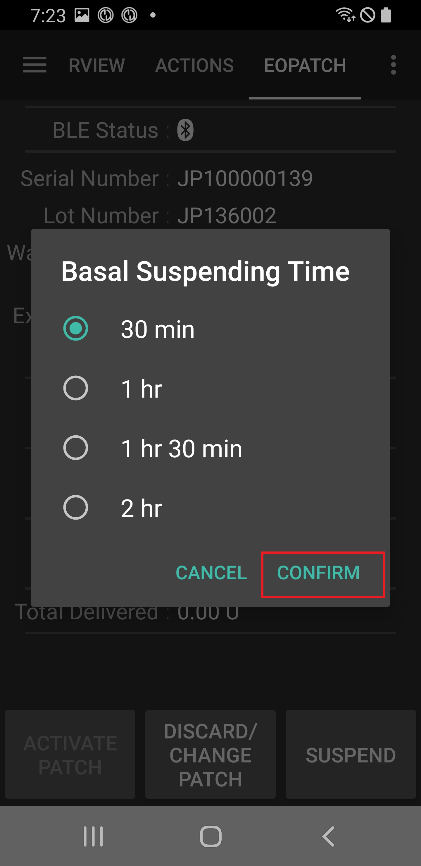 7:23
RVIEW ACTIONS EOPATCH
BLE Status :
Serial Number : JP100000139
Lot Number : JP136002
Wa
Ex
Basal Suspending Time
30 min
1 hr
1 hr 30 min
2 hr
CANCEL CONFIRM
Total Delivered : 0.00 U
ACTIVATE
PATCH
DISCARD/
CHANGE
PATCH
SUSPEND